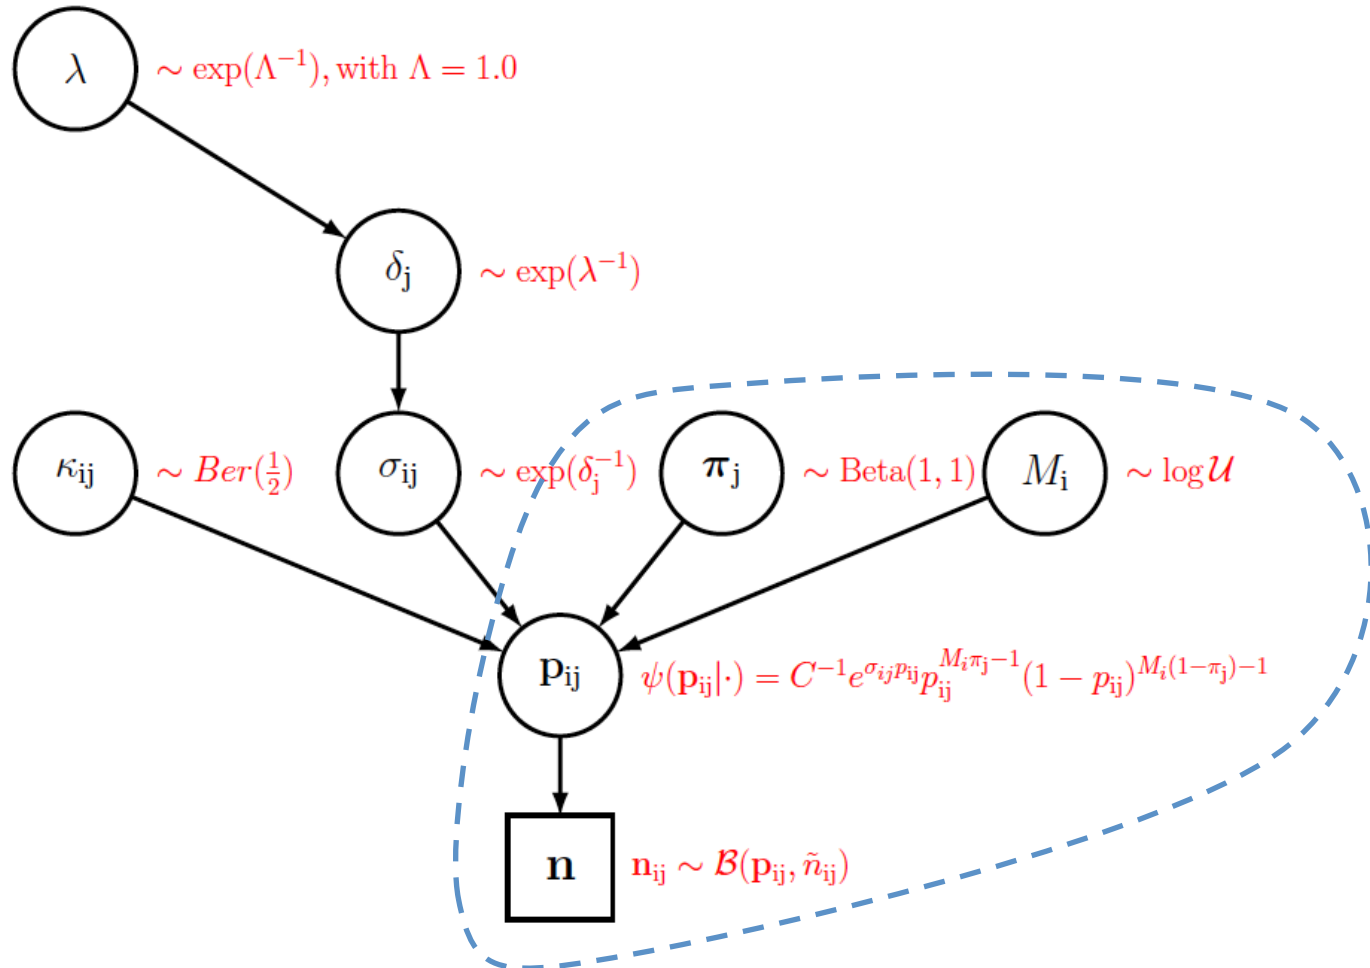 λ ∼ exp(Λ⁻¹), with Λ = 1.0
δⱼ ∼ exp(λ⁻¹)
κᵢⱼ ∼ Ber(½) σᵢⱼ ∼ exp(δⱼ⁻¹) πⱼ ∼ Beta(1, 1) Mᵢ ∼ log 𝒰
pᵢⱼ ψ(pᵢⱼ|·) = C⁻¹e^{σᵢⱼpᵢⱼ}pᵢⱼ^{Mᵢπⱼ−1}(1 − pᵢⱼ)^{Mᵢ(1−πⱼ)−1}
n nᵢⱼ ∼ ℬ(pᵢⱼ, ñᵢⱼ)